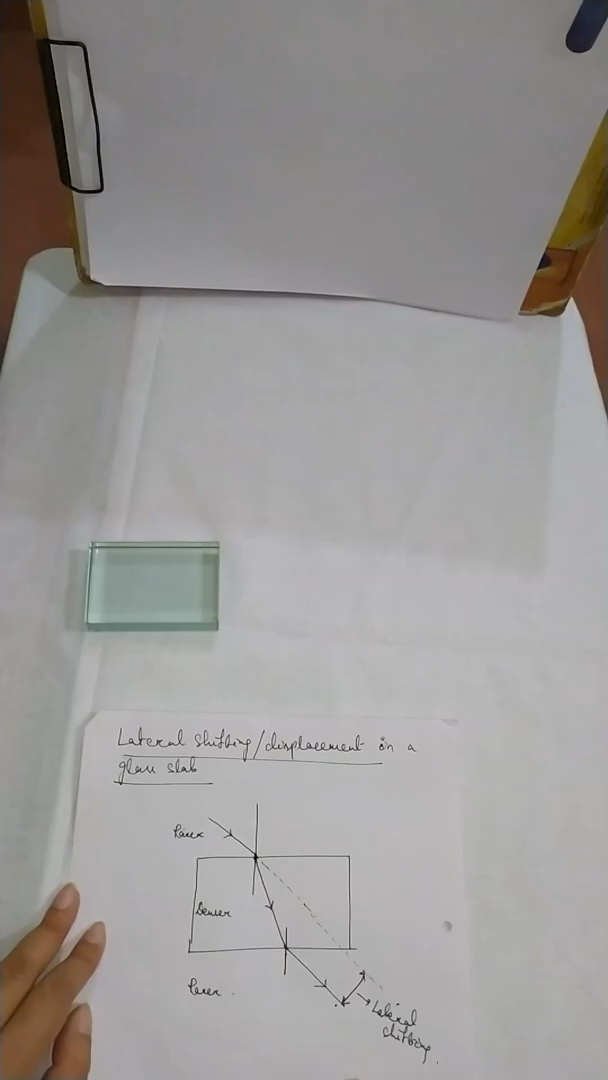 Lateral shifting/displacement in a
glass slab
Rarer
Denser
Rarer.
Lateral
shifting.